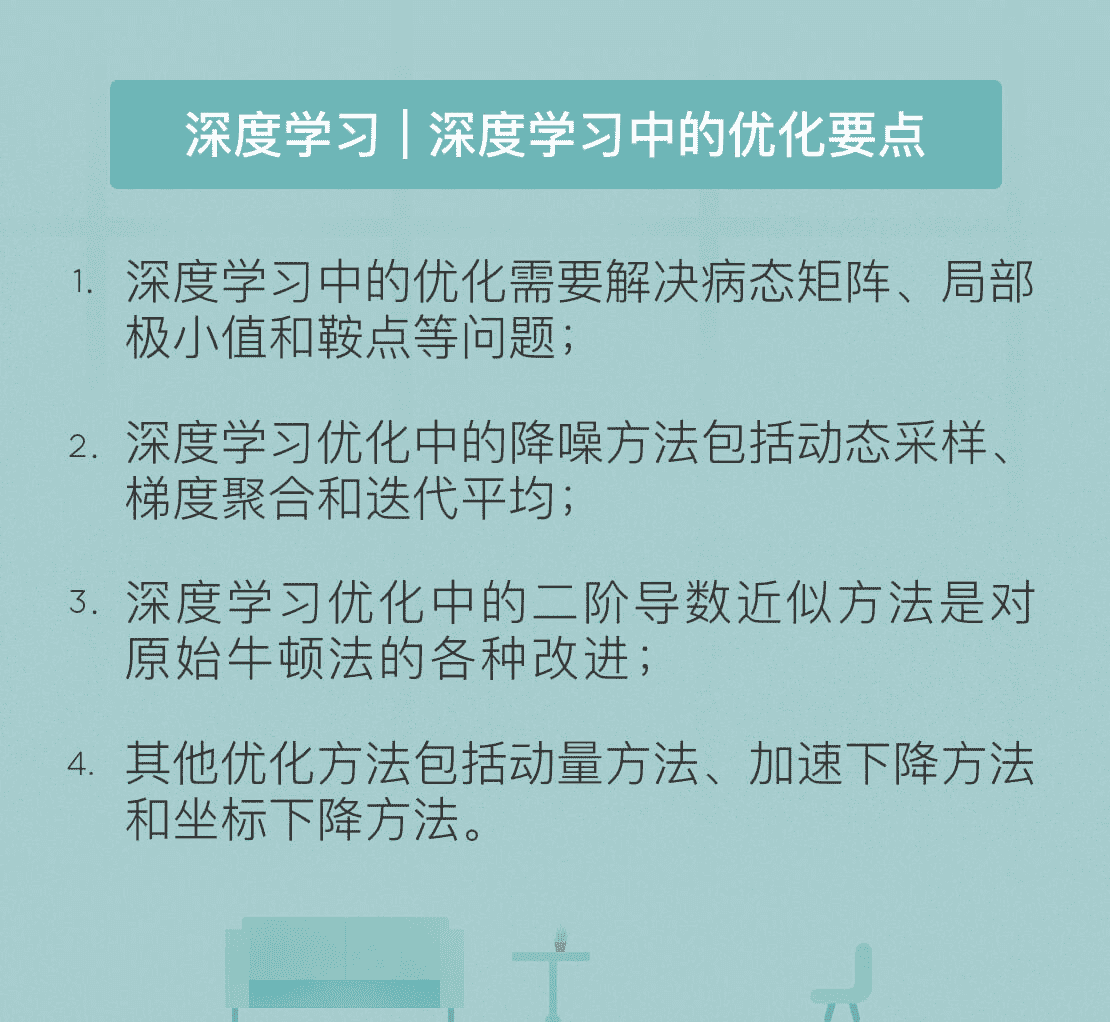 深度学习｜深度学习中的优化要点
1. 深度学习中的优化需要解决病态矩阵、局部
极小值和鞍点等问题；
2. 深度学习优化中的降噪方法包括动态采样、
梯度聚合和迭代平均；
3. 深度学习优化中的二阶导数近似方法是对
原始牛顿法的各种改进；
4. 其他优化方法包括动量方法、加速下降方法
和坐标下降方法。